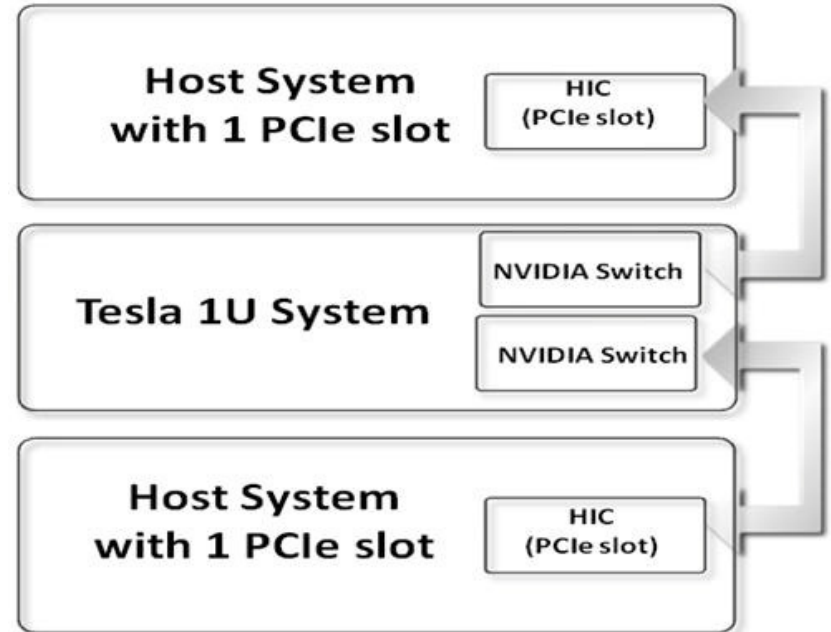 Host System
with 1 PCIe slot
HIC
(PCIe slot)
Tesla 1U System
NVIDIA Switch
NVIDIA Switch
Host System
with 1 PCIe slot
HIC
(PCIe slot)